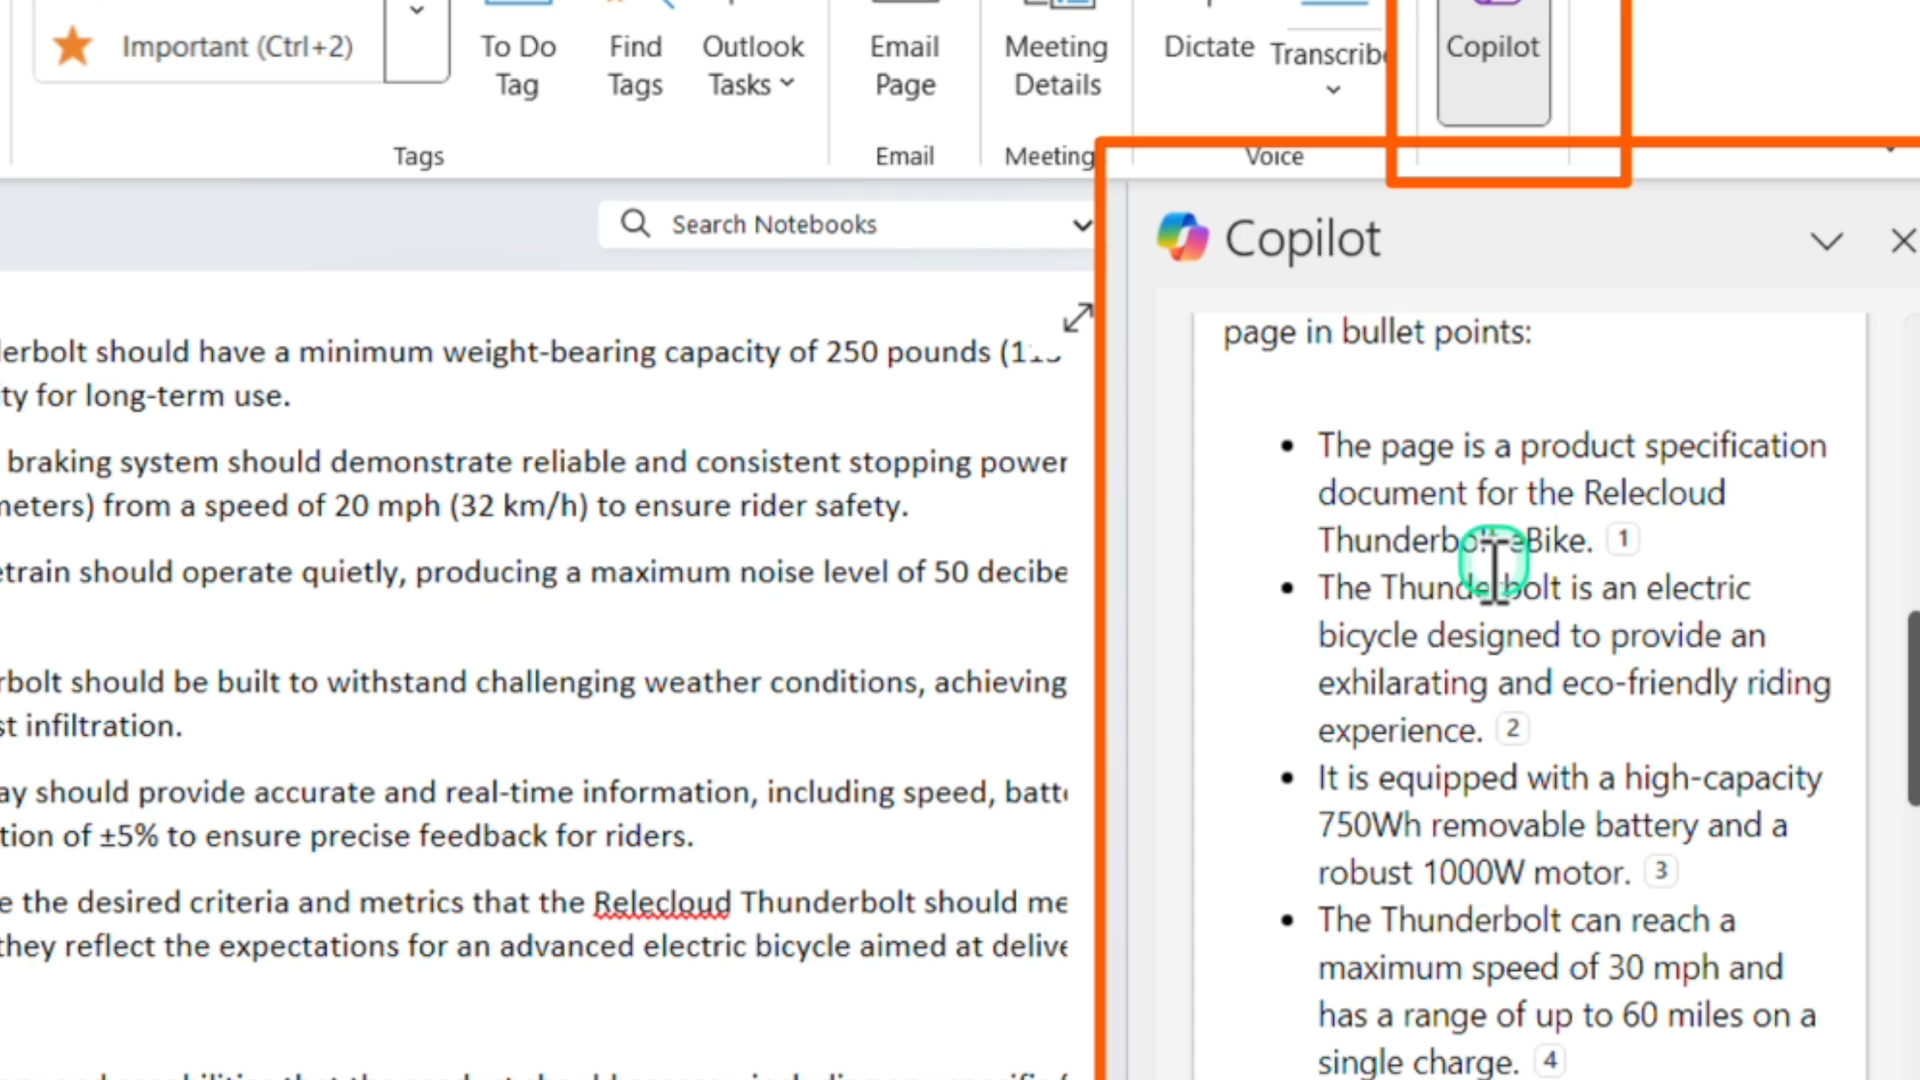 Important (Ctrl+2)
To Do
Tag
Find
Tags
Outlook
Tasks
Email
Page
Meeting
Details
Dictate
Transcribe
Copilot
Tags
Email
Meeting
Voice
Search Notebooks
derbolt should have a minimum weight-bearing capacity of 250 pounds
ty for long-term use.
braking system should demonstrate reliable and consistent stopping power
meters) from a speed of 20 mph (32 km/h) to ensure rider safety.
etrain should operate quietly, producing a maximum noise level of 50 decibe
rbolt should be built to withstand challenging weather conditions, achieving
st infiltration.
ay should provide accurate and real-time information, including speed, batt
tion of ±5% to ensure precise feedback for riders.
e the desired criteria and metrics that the Relecloud Thunderbolt should me
they reflect the expectations for an advanced electric bicycle aimed at delive
Copilot
page in bullet points:
• The page is a product specification
document for the Relecloud
Thunderbolt eBike. 1
• The Thunderbolt is an electric
bicycle designed to provide an
exhilarating and eco-friendly riding
experience. 2
• It is equipped with a high-capacity
750Wh removable battery and a
robust 1000W motor. 3
• The Thunderbolt can reach a
maximum speed of 30 mph and
has a range of up to 60 miles on a
single charge. 4